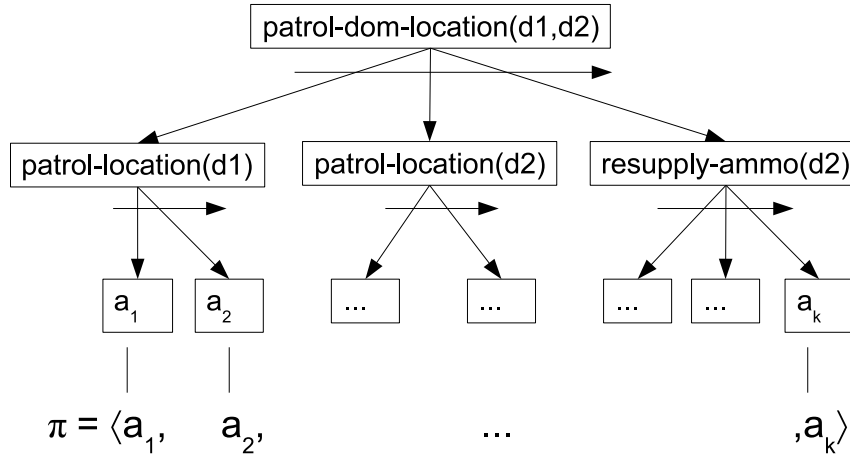 patrol-dom-location(d1,d2)
patrol-location(d1) patrol-location(d2) resupply-ammo(d2)
a₁ a₂ ... ... ... ... aₖ
π = ⟨a₁, a₂, ... ,aₖ⟩